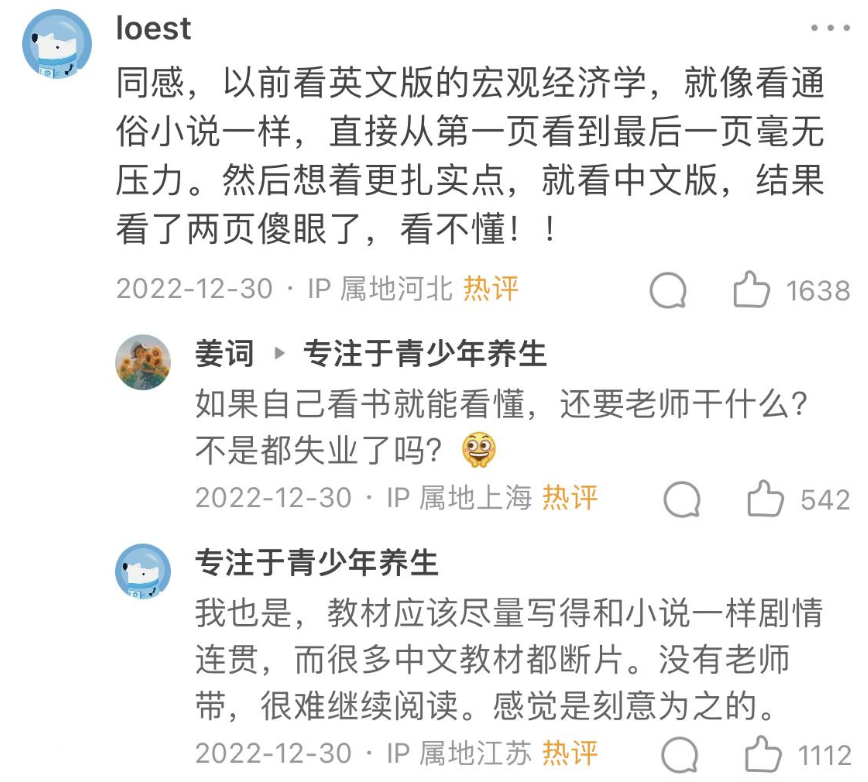 loest
同感，以前看英文版的宏观经济学，就像看通
俗小说一样，直接从第一页看到最后一页毫无
压力。然后想着更扎实点，就看中文版，结果
看了两页傻眼了，看不懂！！
2022-12-30 · IP 属地河北 热评 1638
姜词 ▸ 专注于青少年养生
如果自己看书就能看懂，还要老师干什么？
不是都失业了吗？
2022-12-30 · IP 属地上海 热评 542
专注于青少年养生
我也是，教材应该尽量写得和小说一样剧情
连贯，而很多中文教材都断片。没有老师
带，很难继续阅读。感觉是刻意为之的。
2022-12-30 · IP 属地江苏 热评 1112